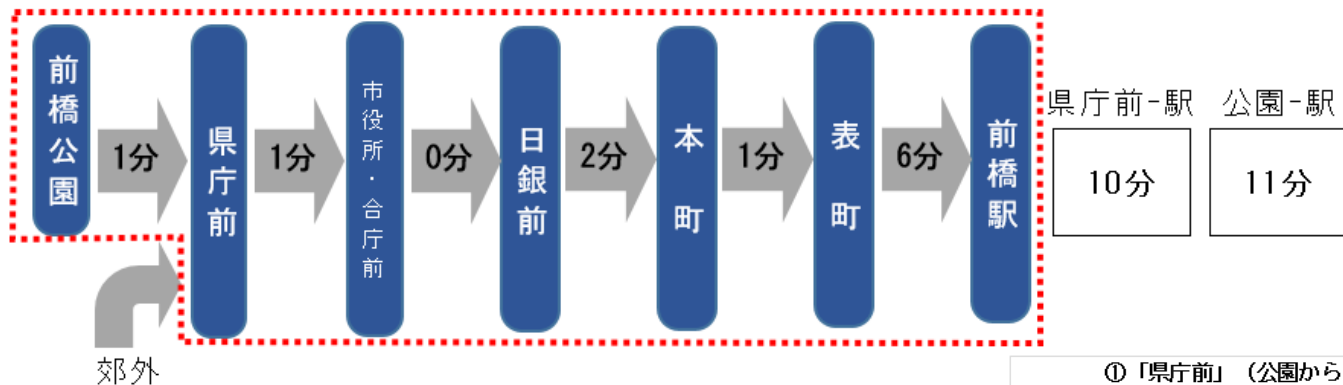 前橋公園
1分
県庁前
1分
市役所・合庁前
0分
日銀前
2分
本町
1分
表町
6分
前橋駅
県庁前-駅
10分
公園-駅
11分
郊外
①「県庁前」（公園から